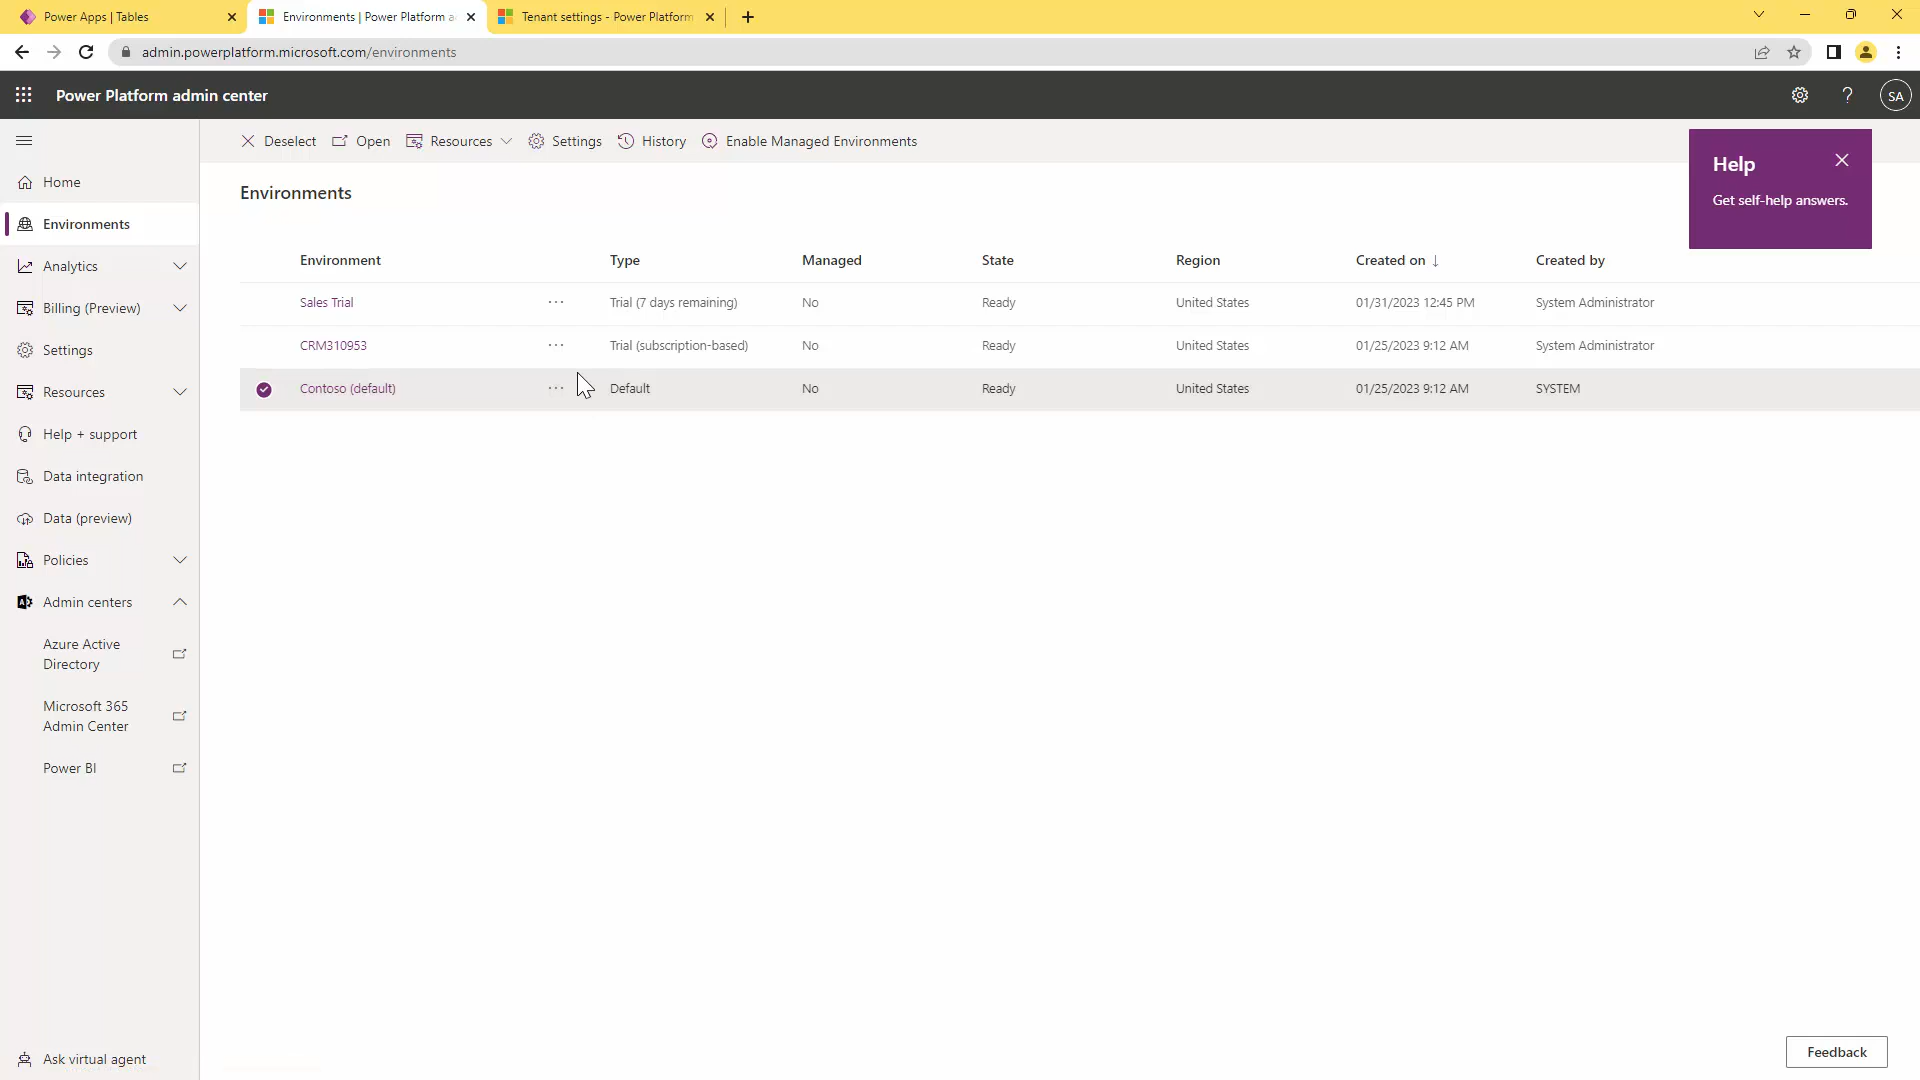 Power Apps | Tables
Environments | Power Platform a
Tenant settings - Power Platform
admin.powerplatform.microsoft.com/environments
Power Platform admin center
SA
Deselect
Open
Resources
Settings
History
Enable Managed Environments
Help
Get self-help answers.
Home
Environments
Analytics
Billing (Preview)
Settings
Resources
Help + support
Data integration
Data (preview)
Policies
Admin centers
Azure Active
Directory
Microsoft 365
Admin Center
Power BI
Ask virtual agent
Environments
Environment Type Managed State Region Created on ↓ Created by
Sales Trial ··· Trial (7 days remaining) No Ready United States 01/31/2023 12:45 PM System Administrator
CRM310953 ··· Trial (subscription-based) No Ready United States 01/25/2023 9:12 AM System Administrator
Contoso (default) ··· Default No Ready United States 01/25/2023 9:12 AM SYSTEM
Feedback